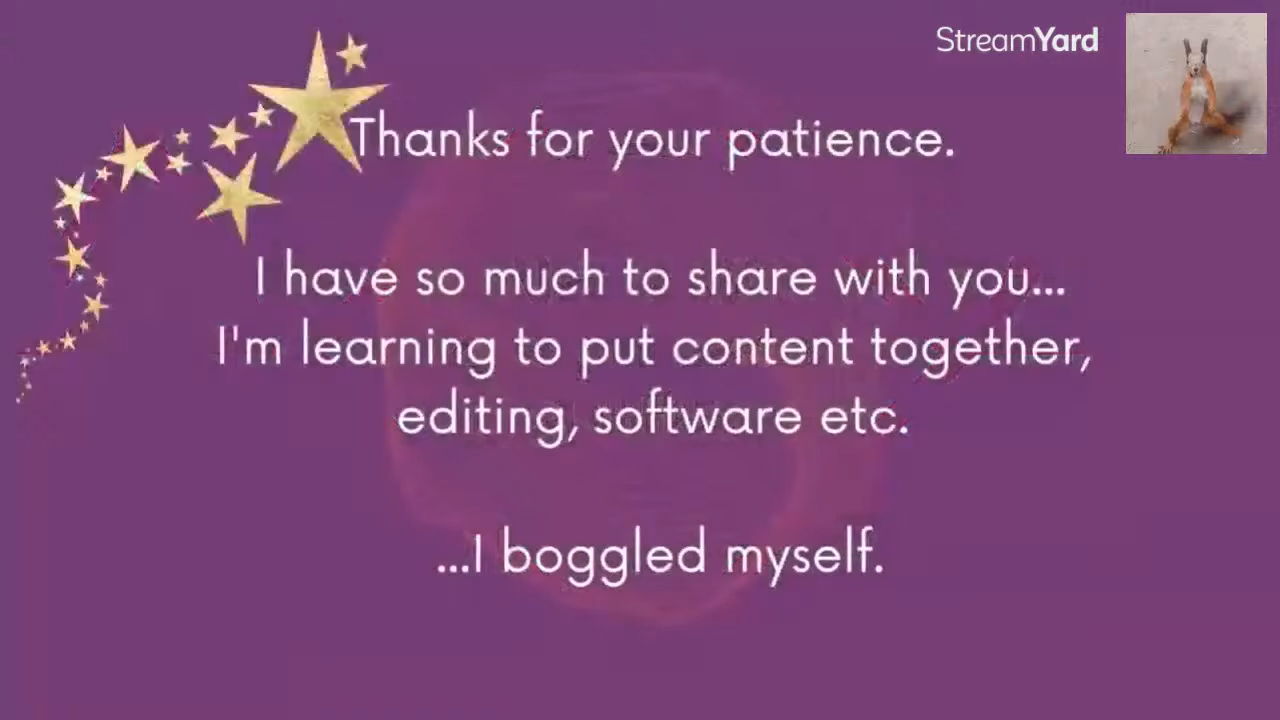 StreamYard
Thanks for your patience.
I have so much to share with you...
I'm learning to put content together,
editing, software etc.
...I boggled myself.